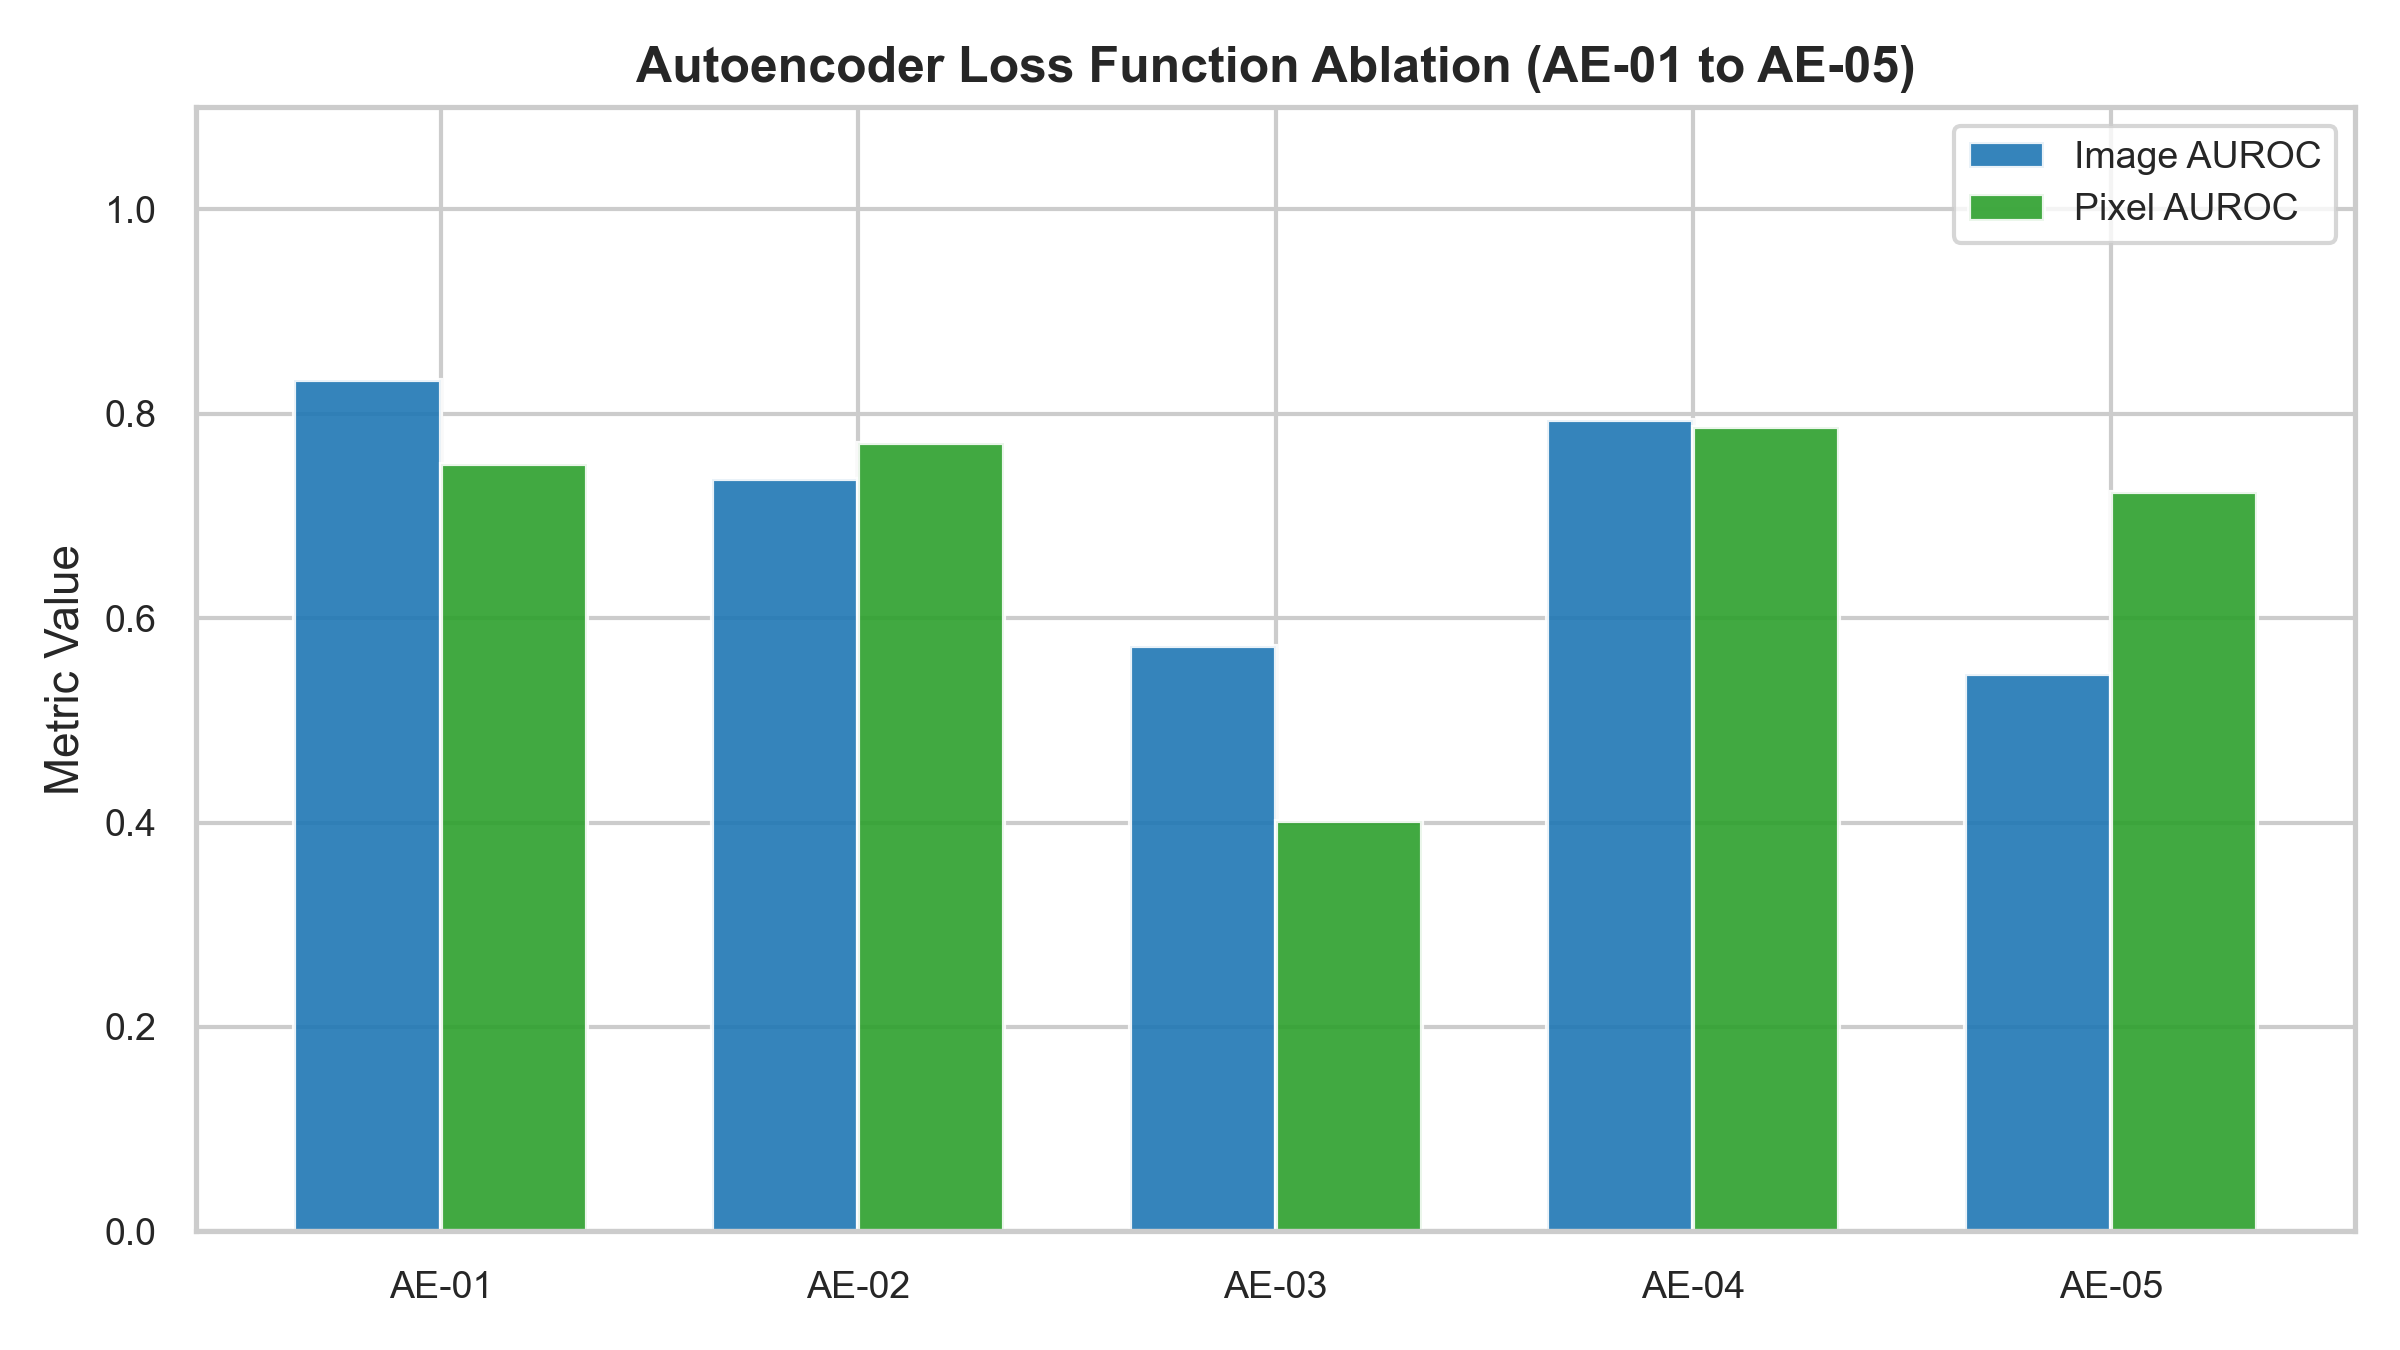 Autoencoder Loss Function Ablation (AE-01 to AE-05)
Image AUROC
Pixel AUROC
Metric Value
1.0
0.8
0.6
0.4
0.2
0.0
AE-01
AE-02
AE-03
AE-04
AE-05